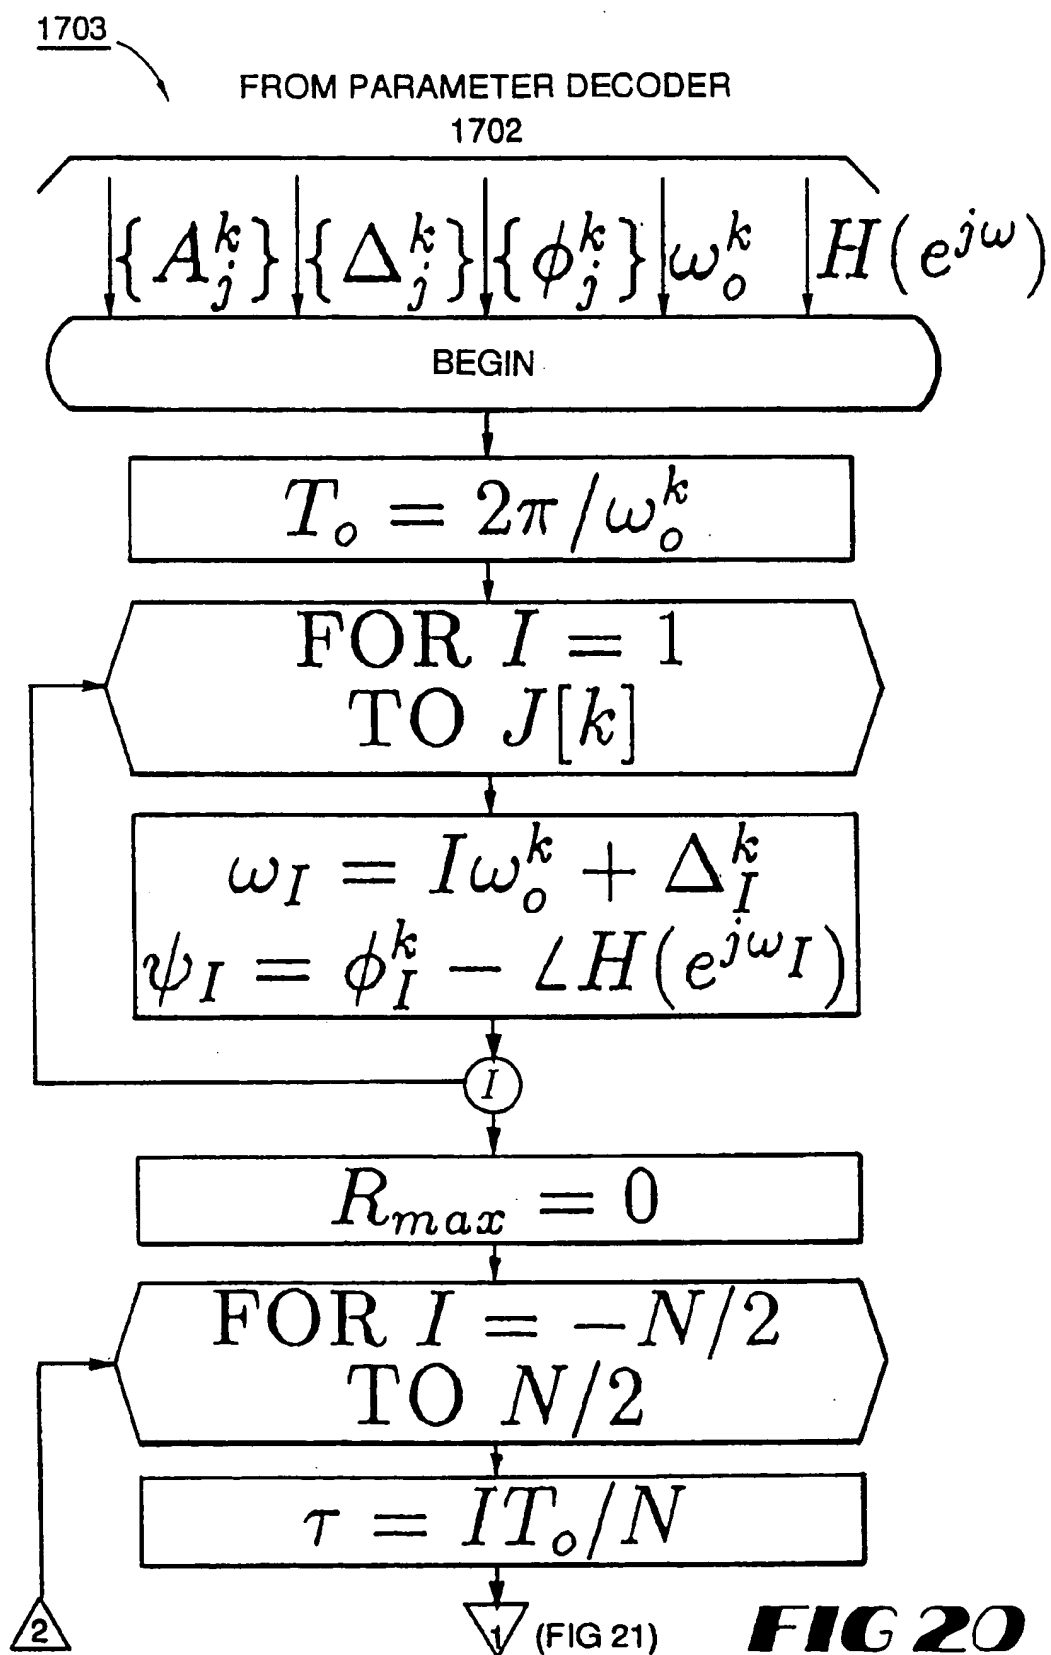 1703
FROM PARAMETER DECODER
1702
{A_j^k} {Δ_j^k} {ϕ_j^k} ω_o^k H(e^{jω})
BEGIN
T_o = 2π/ω_o^k
FOR I = 1
TO J[k]
ω_I = Iω_o^k + Δ_I^k
ψ_I = ϕ_I^k − ∠H(e^{jω_I})
I
R_max = 0
FOR I = −N/2
TO N/2
τ = IT_o/N
2
1 (FIG 21)
FIG 20